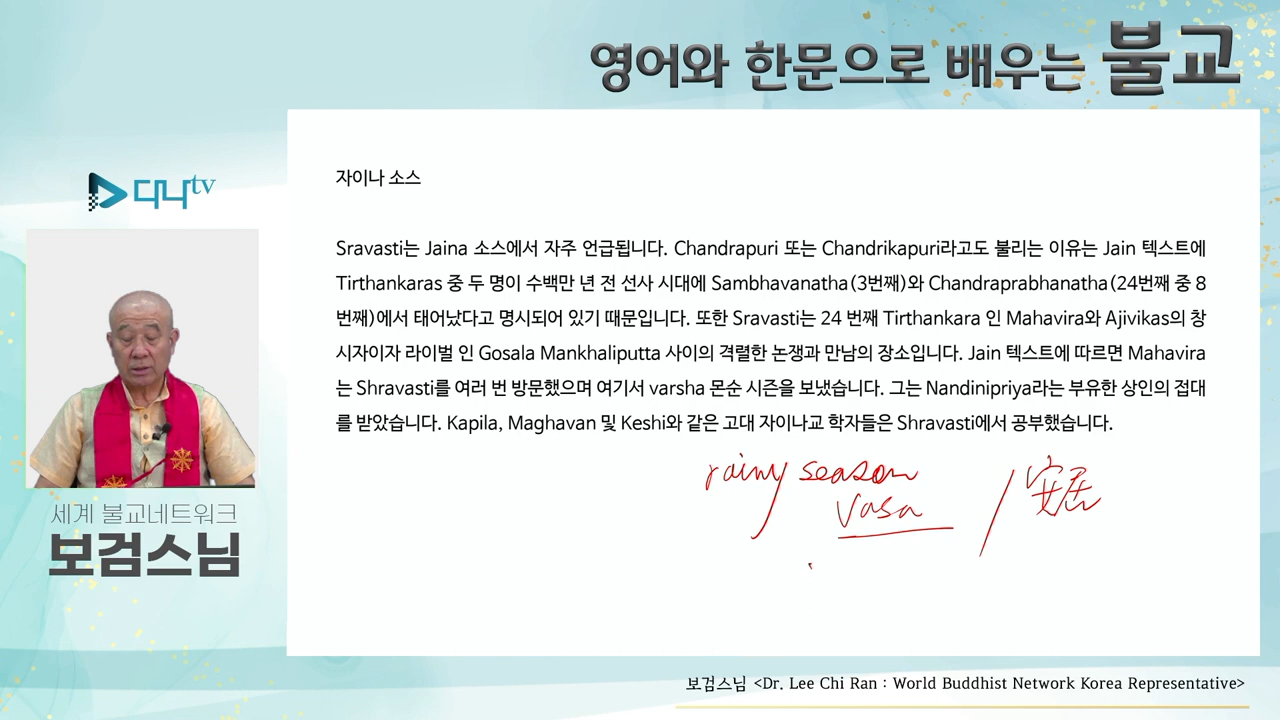 영어와 한문으로 배우는 불교
디나tv
자이나 소스
Sravasti는 Jaina 소스에서 자주 언급됩니다. Chandrapuri 또는 Chandrikapuri라고도 불리는 이유는 Jain 텍스트에
Tirthankaras 중 두 명이 수백만 년 전 선사 시대에 Sambhavanatha(3번째)와 Chandraprabhanatha(24번째 중 8
번째)에서 태어났다고 명시되어 있기 때문입니다. 또한 Sravasti는 24 번째 Tirthankara 인 Mahavira와 Ajivikas의 창
시자이자 라이벌 인 Gosala Mankhaliputta 사이의 격렬한 논쟁과 만남의 장소입니다. Jain 텍스트에 따르면 Mahavira
는 Shravasti를 여러 번 방문했으며 여기서 varsha 몬순 시즌을 보냈습니다. 그는 Nandinipriya라는 부유한 상인의 접대
를 받았습니다. Kapila, Maghavan 및 Keshi와 같은 고대 자이나교 학자들은 Shravasti에서 공부했습니다.
rainy season / 安居
Vasa
세계 불교네트워크
보검스님
보검스님 <Dr. Lee Chi Ran : World Buddhist Network Korea Representative>